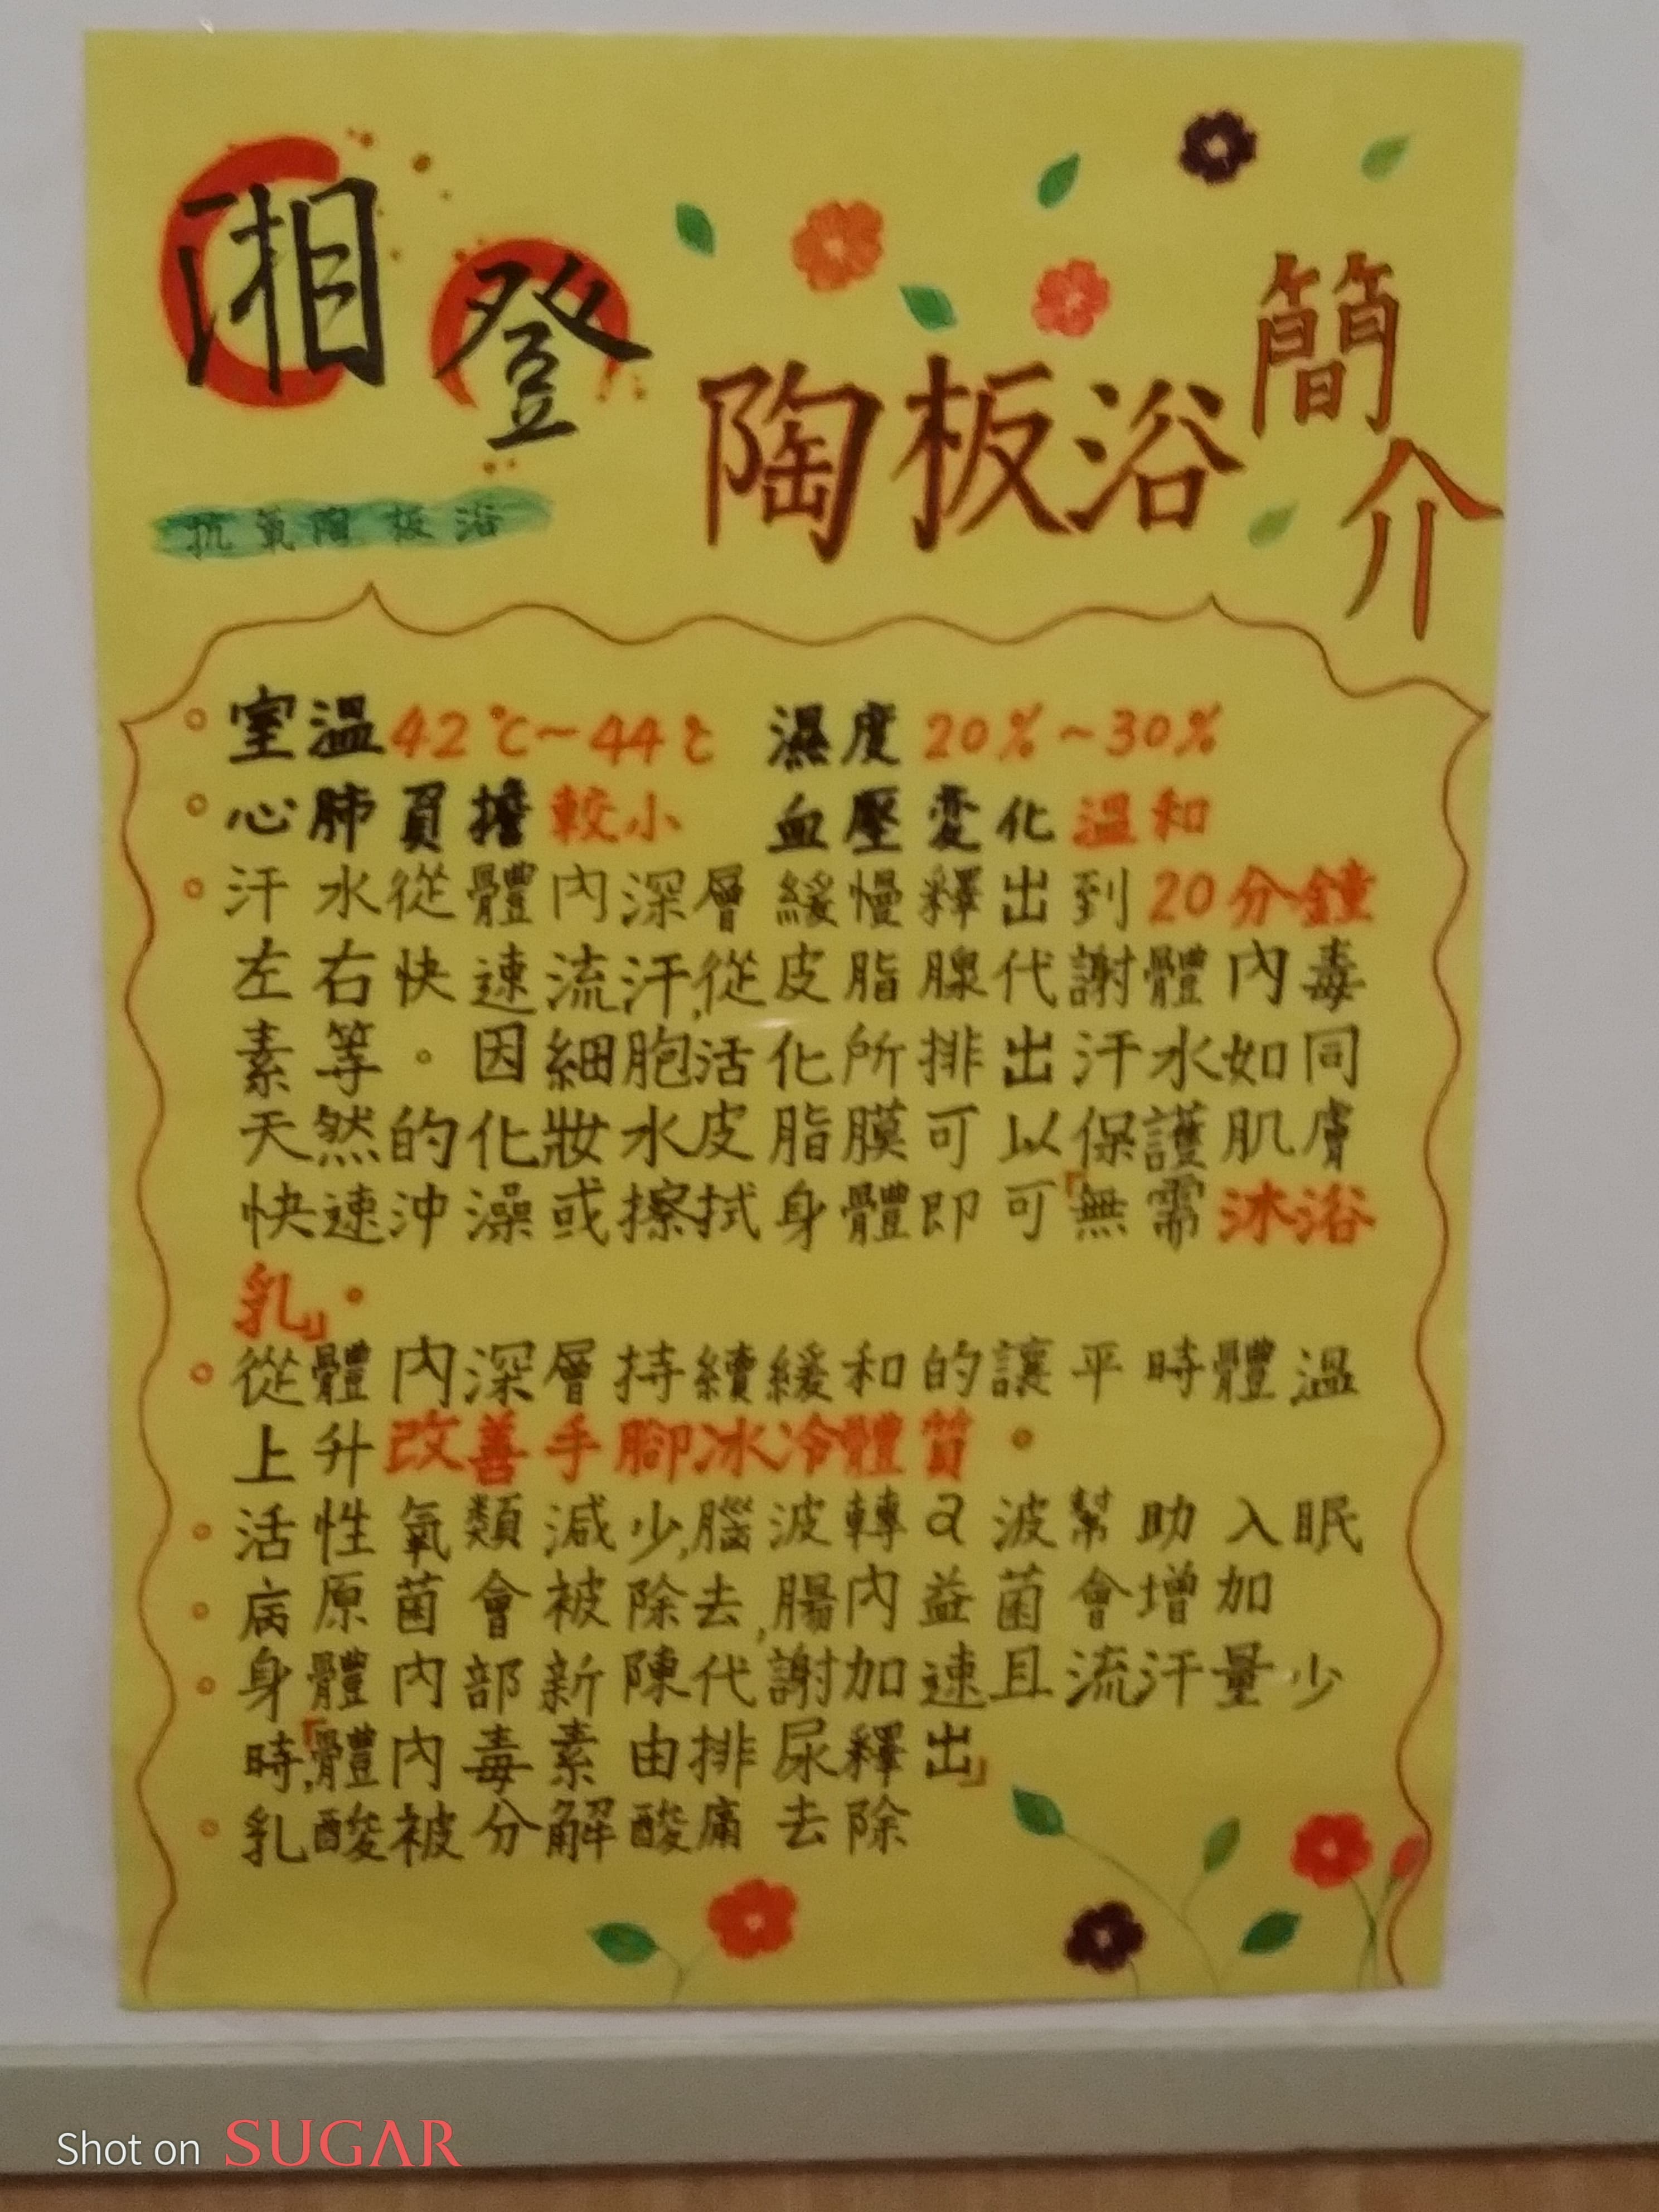 湘登
陶板浴
簡介
抗氧陶板浴
室溫42℃～44℃ 濕度20%～30%
心肺負擔較小 血壓變化溫和
汗水從體內深層緩慢釋出到20分鐘
左右快速流汗,從皮脂腺代謝體內毒
素等。因細胞活化所排出汗水如同
天然的化妝水皮脂膜可以保護肌膚
快速沖澡或擦拭身體即可『無需沐浴
乳』。
從體內深層持續緩和的讓平時體溫
上升改善手腳冰冷體質。
活性氧類減少,腦波轉α波幫助入眠
病原菌會被除去,腸內益菌會增加
身體內部新陳代謝加速且流汗量少
時,『體內毒素由排尿釋出』
乳酸被分解酸痛去除
Shot on SUGAR